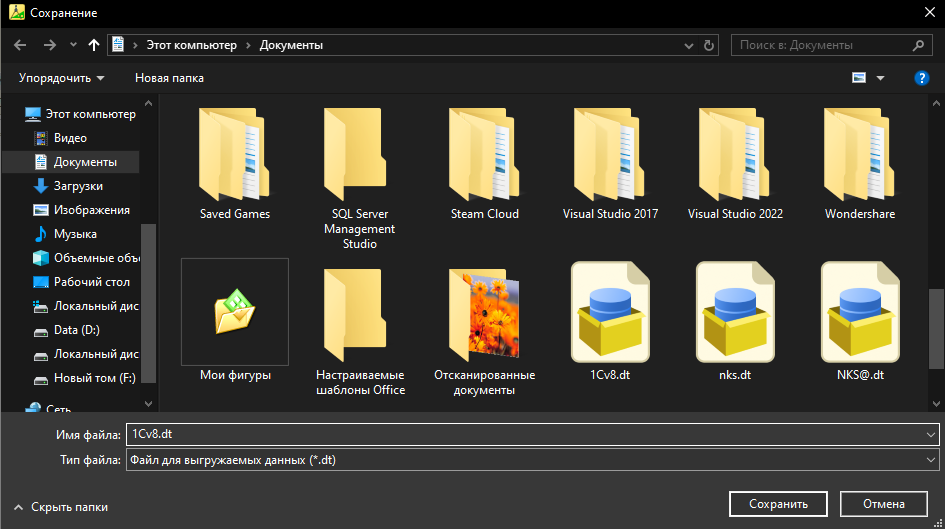 Сохранение
Этот компьютер
Документы
Поиск в: Документы
Упорядочить
Новая папка
?
Этот компьютер
Видео
Документы
Загрузки
Изображения
Музыка
Объемные объ
Рабочий стол
Локальный дис
Data (D:)
Локальный дис
Новый том (F:)
Сеть
Saved Games
SQL Server
Management
Studio
Steam Cloud
Visual Studio 2017
Visual Studio 2022
Wondershare
Мои фигуры
Настраиваемые
шаблоны Office
Отсканированные
документы
1Cv8.dt
nks.dt
NKS@.dt
Имя файла: 1Cv8.dt
Тип файла: Файл для выгружаемых данных (*.dt)
Скрыть папки
Сохранить
Отмена